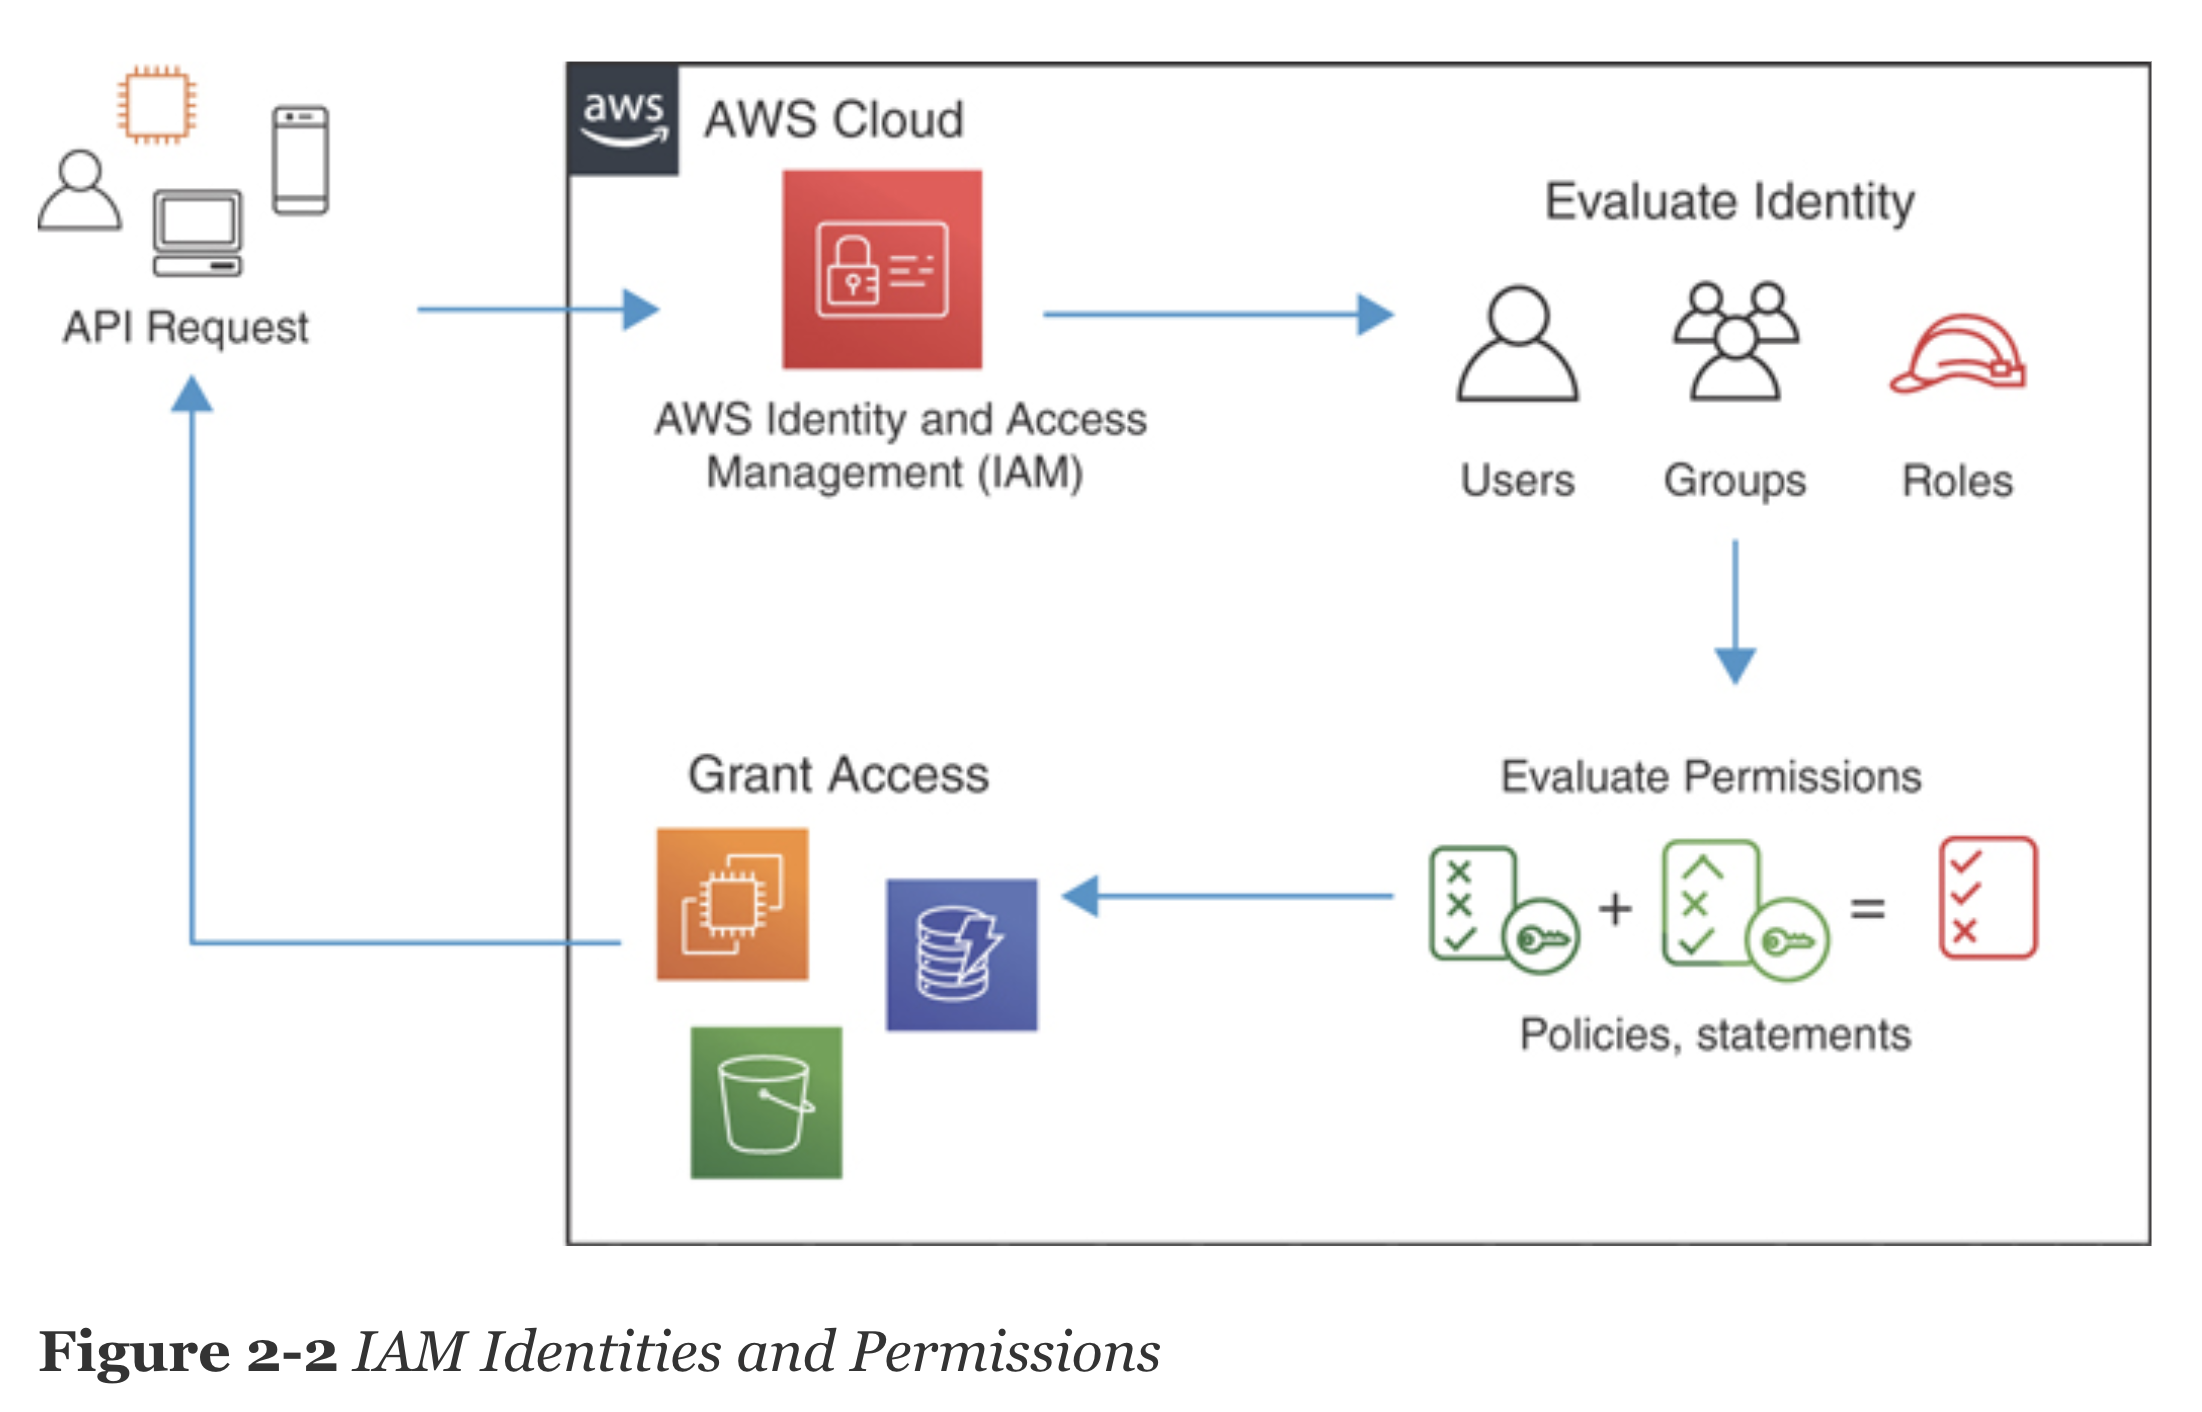 aws
AWS Cloud
API Request
AWS Identity and Access
Management (IAM)
Evaluate Identity
Users
Groups
Roles
Evaluate Permissions
+
=
Policies, statements
Grant Access
Figure 2-2 IAM Identities and Permissions